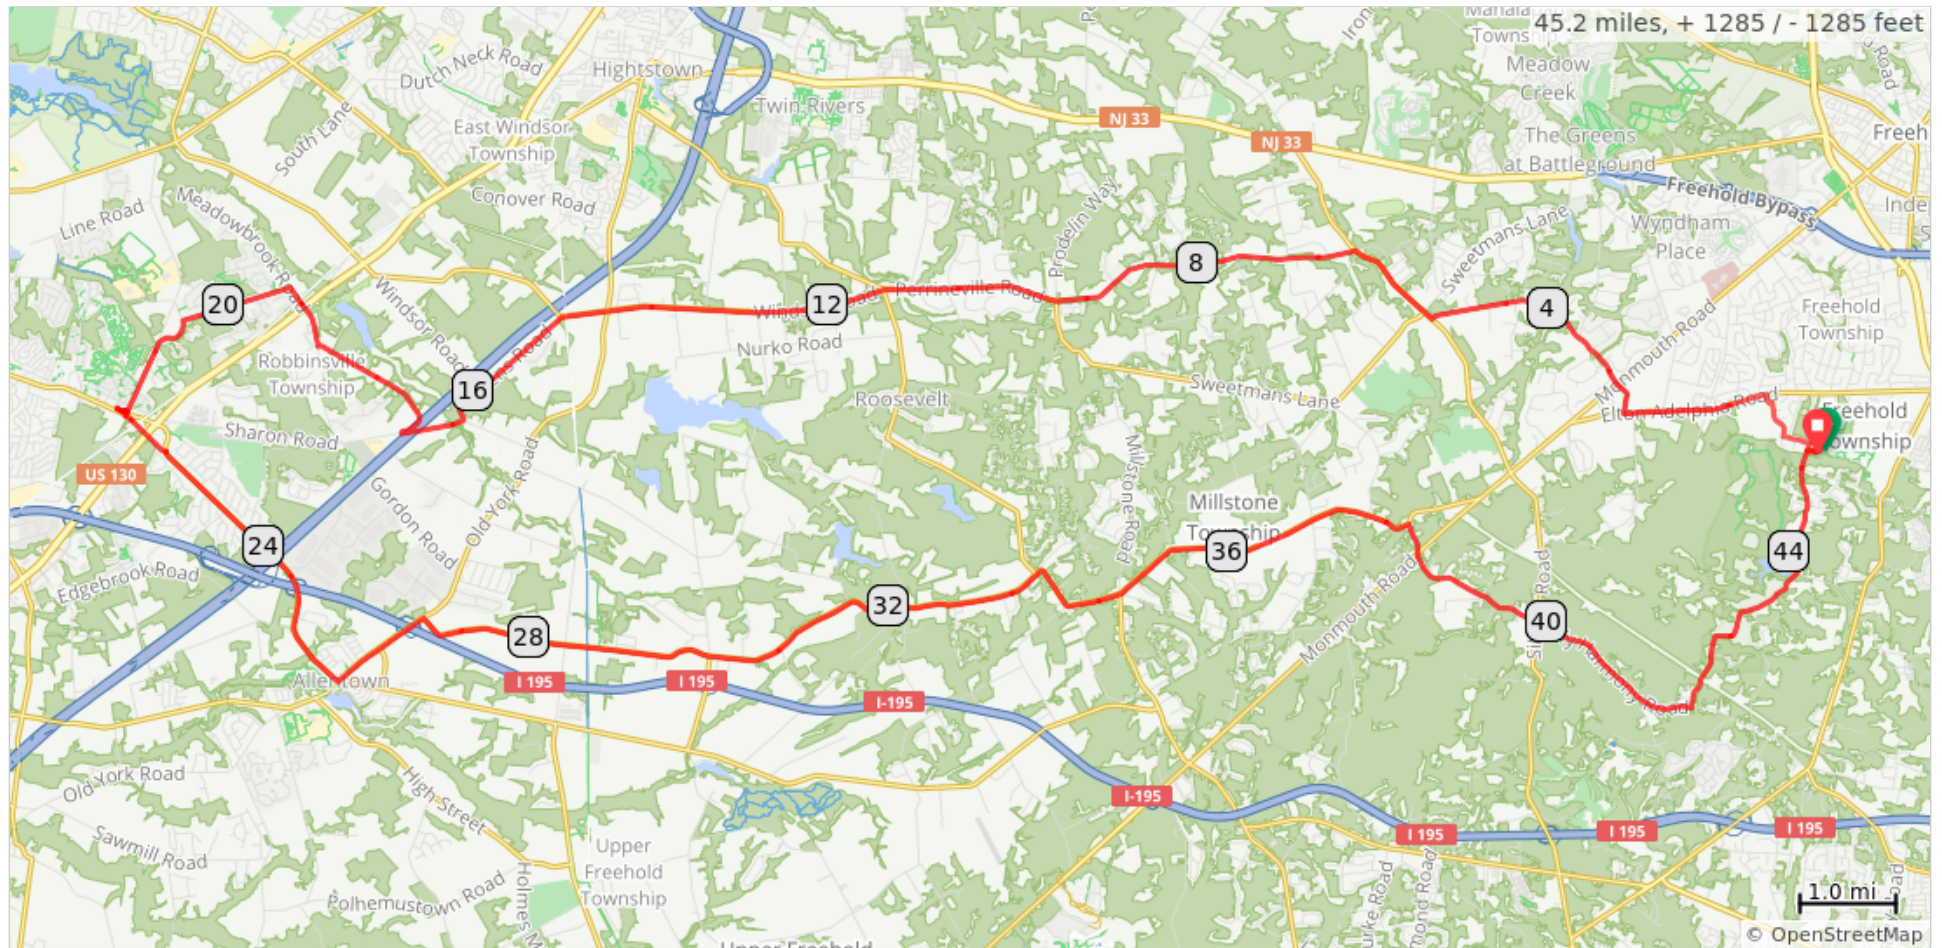 45.2 miles, + 1285 / - 1285 feet
Township
Meadow
Creek
Dutch Neck Road
Hightstown
Twin Rivers
NJ 33
NJ 33
East Windsor
Township
South Lane
The Greens
at Battleground
Freeh
Freehold Bypass
Conover Road
Meadowbrook Road
Line Road
Prodelin Way
Sweetmans Lane
Wyndham
Place
Inde
8
20
12
4
Perrineville Road
Windsor Road
Nurko Road
Freehold
Township
Monmouth Road
Robbinsville
Township
16
Sweetmans Lane
Roosevelt
Elton Adelphia Road
Freehold
Township
Sharon Road
US 130
Gordon Road
Old York Road
Millstone Road
Millstone
Township
24
36
44
Edgebrook Road
Monmouth Road
32
28
40
Road
Allentown
I 195
I 195
I-195
Old York Road
High Street
I-195
Sawmill Road
I 195
I 195
I 195
Upper
Freehold
Township
Polhemustown Road
Holmes M
1.0 mi
© OpenStreetMap